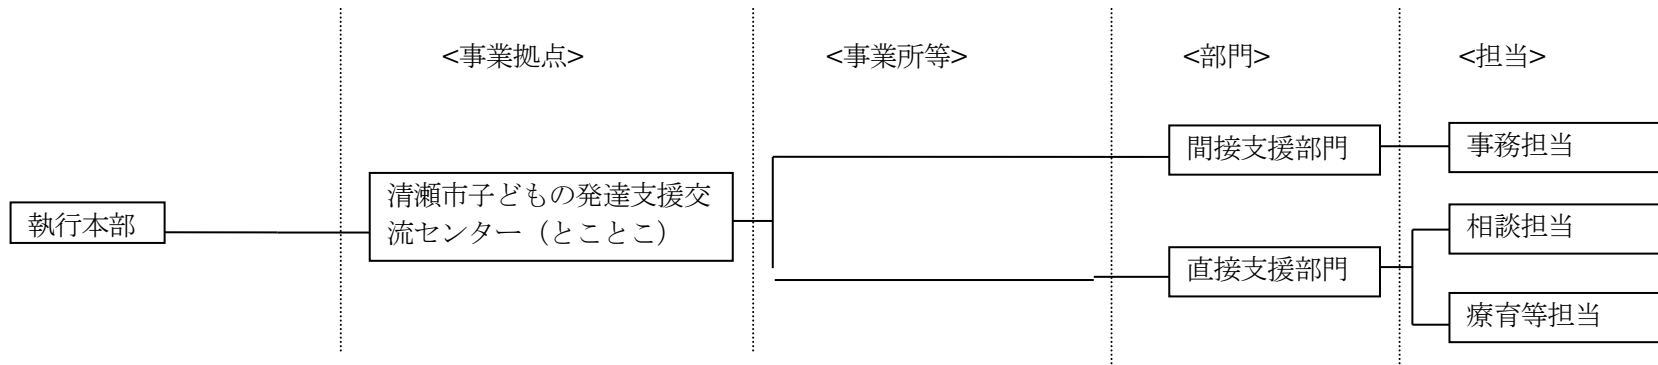 <事業拠点>
<事業所等>
<部門>
<担当>
執行本部
清瀬市子どもの発達支援交
流センター（とことこ）
間接支援部門
事務担当
直接支援部門
相談担当
療育等担当